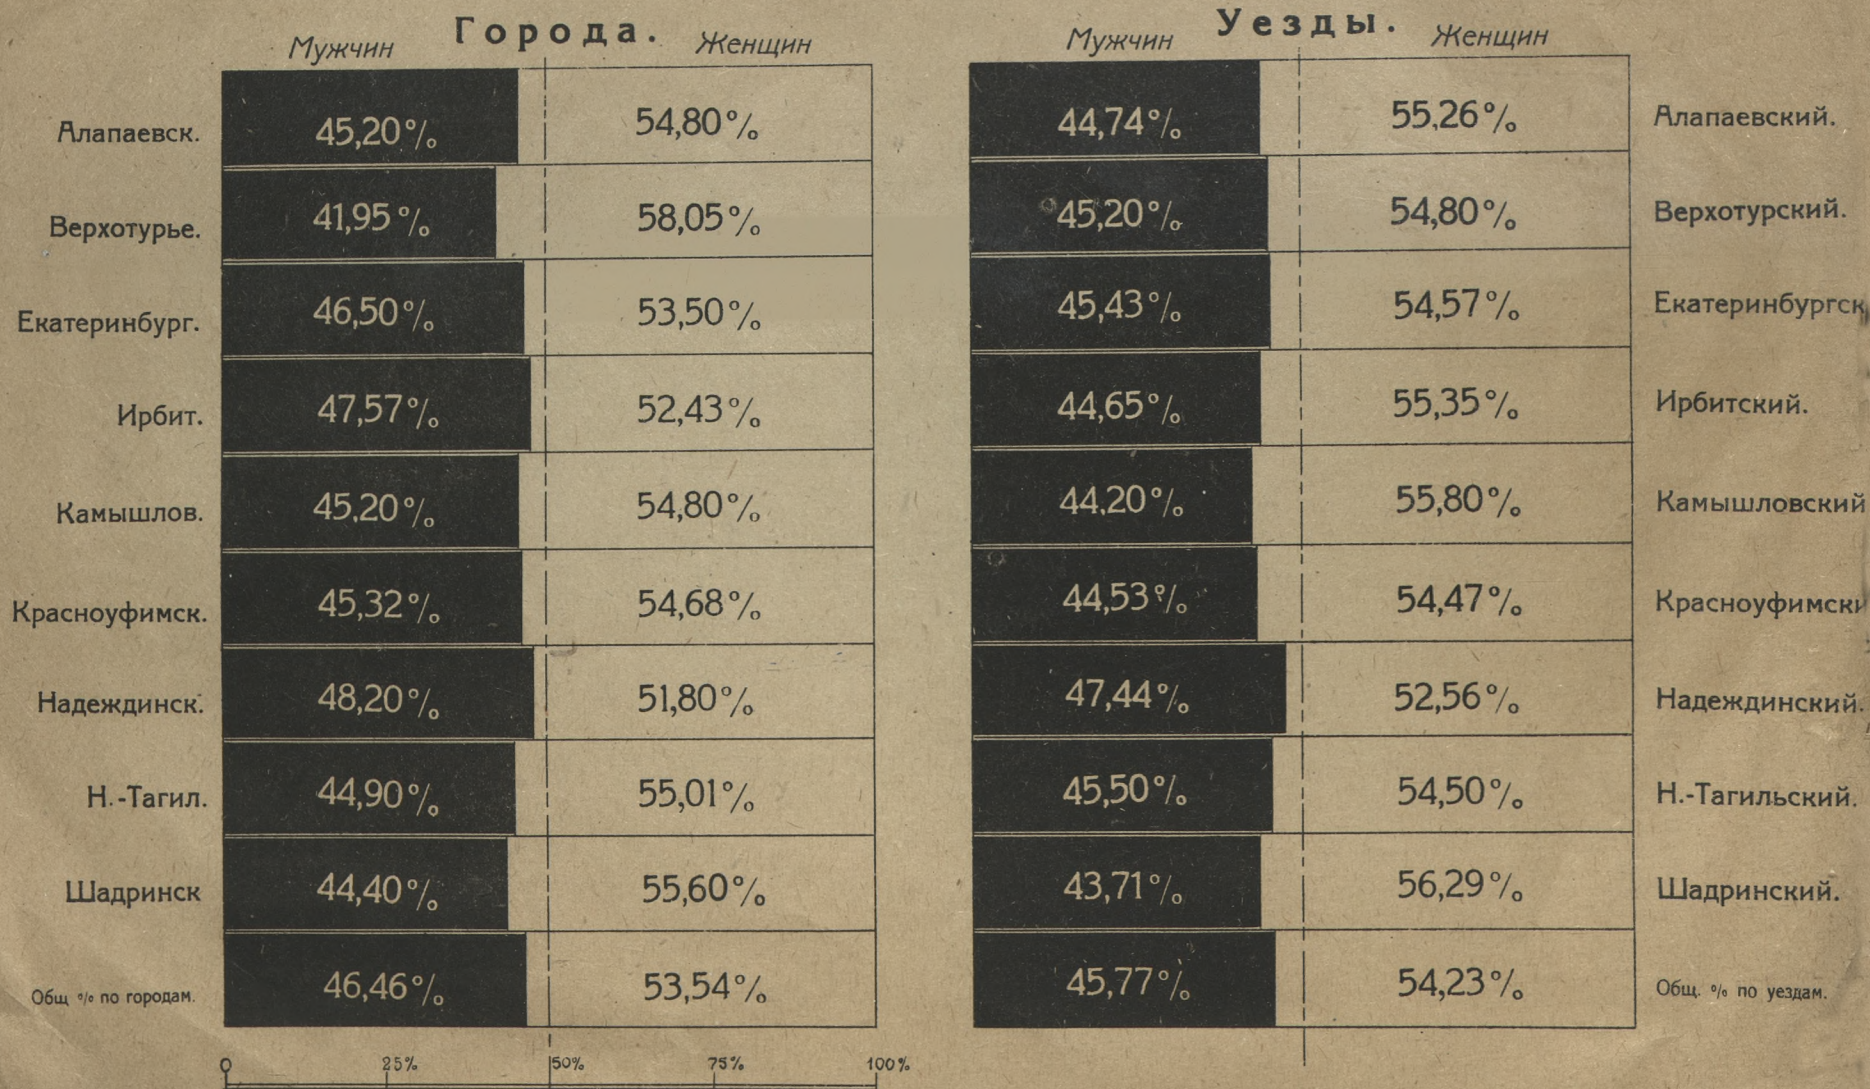 Города. Уезды.
Мужчин Женщин Мужчин Женщин
Алапаевск. 45,20% 54,80% 44,74% 55,26% Алапаевский.
Верхотурье. 41,95% 58,05% 45,20% 54,80% Верхотурский.
Екатеринбург. 46,50% 53,50% 45,43% 54,57% Екатеринбургск
Ирбит. 47,57% 52,43% 44,65% 55,35% Ирбитский.
Камышлов. 45,20% 54,80% 44,20% 55,80% Камышловский
Красноуфимск. 45,32% 54,68% 44,53% 54,47% Красноуфимски
Надеждинск. 48,20% 51,80% 47,44% 52,56% Надеждинский.
Н.-Тагил. 44,90% 55,01% 45,50% 54,50% Н.-Тагильский.
Шадринск 44,40% 55,60% 43,71% 56,29% Шадринский.
Общ % по городам. 46,46% 53,54% 45,77% 54,23% Общ. % по уездам.
0 25% 50% 75% 100%